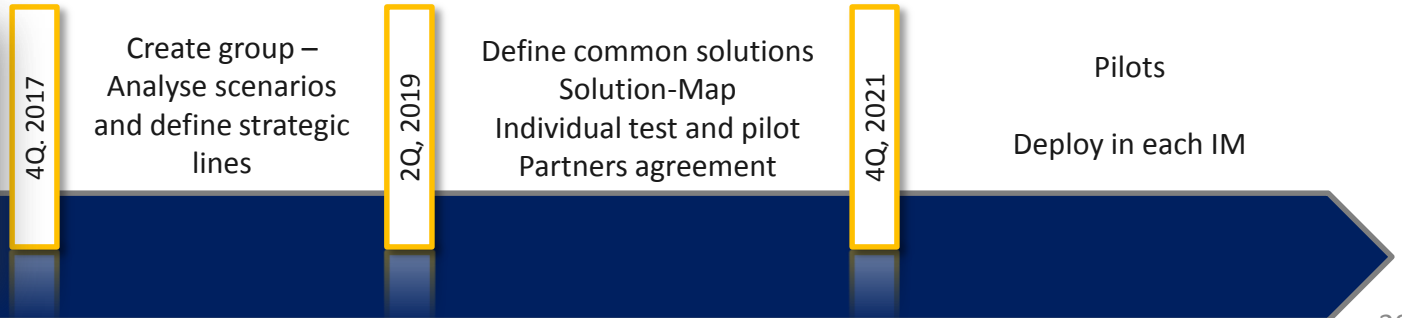 4Q. 2017
Create group –
Analyse scenarios
and define strategic
lines
2Q, 2019
Define common solutions
Solution-Map
Individual test and pilot
Partners agreement
4Q, 2021
Pilots
Deploy in each IM